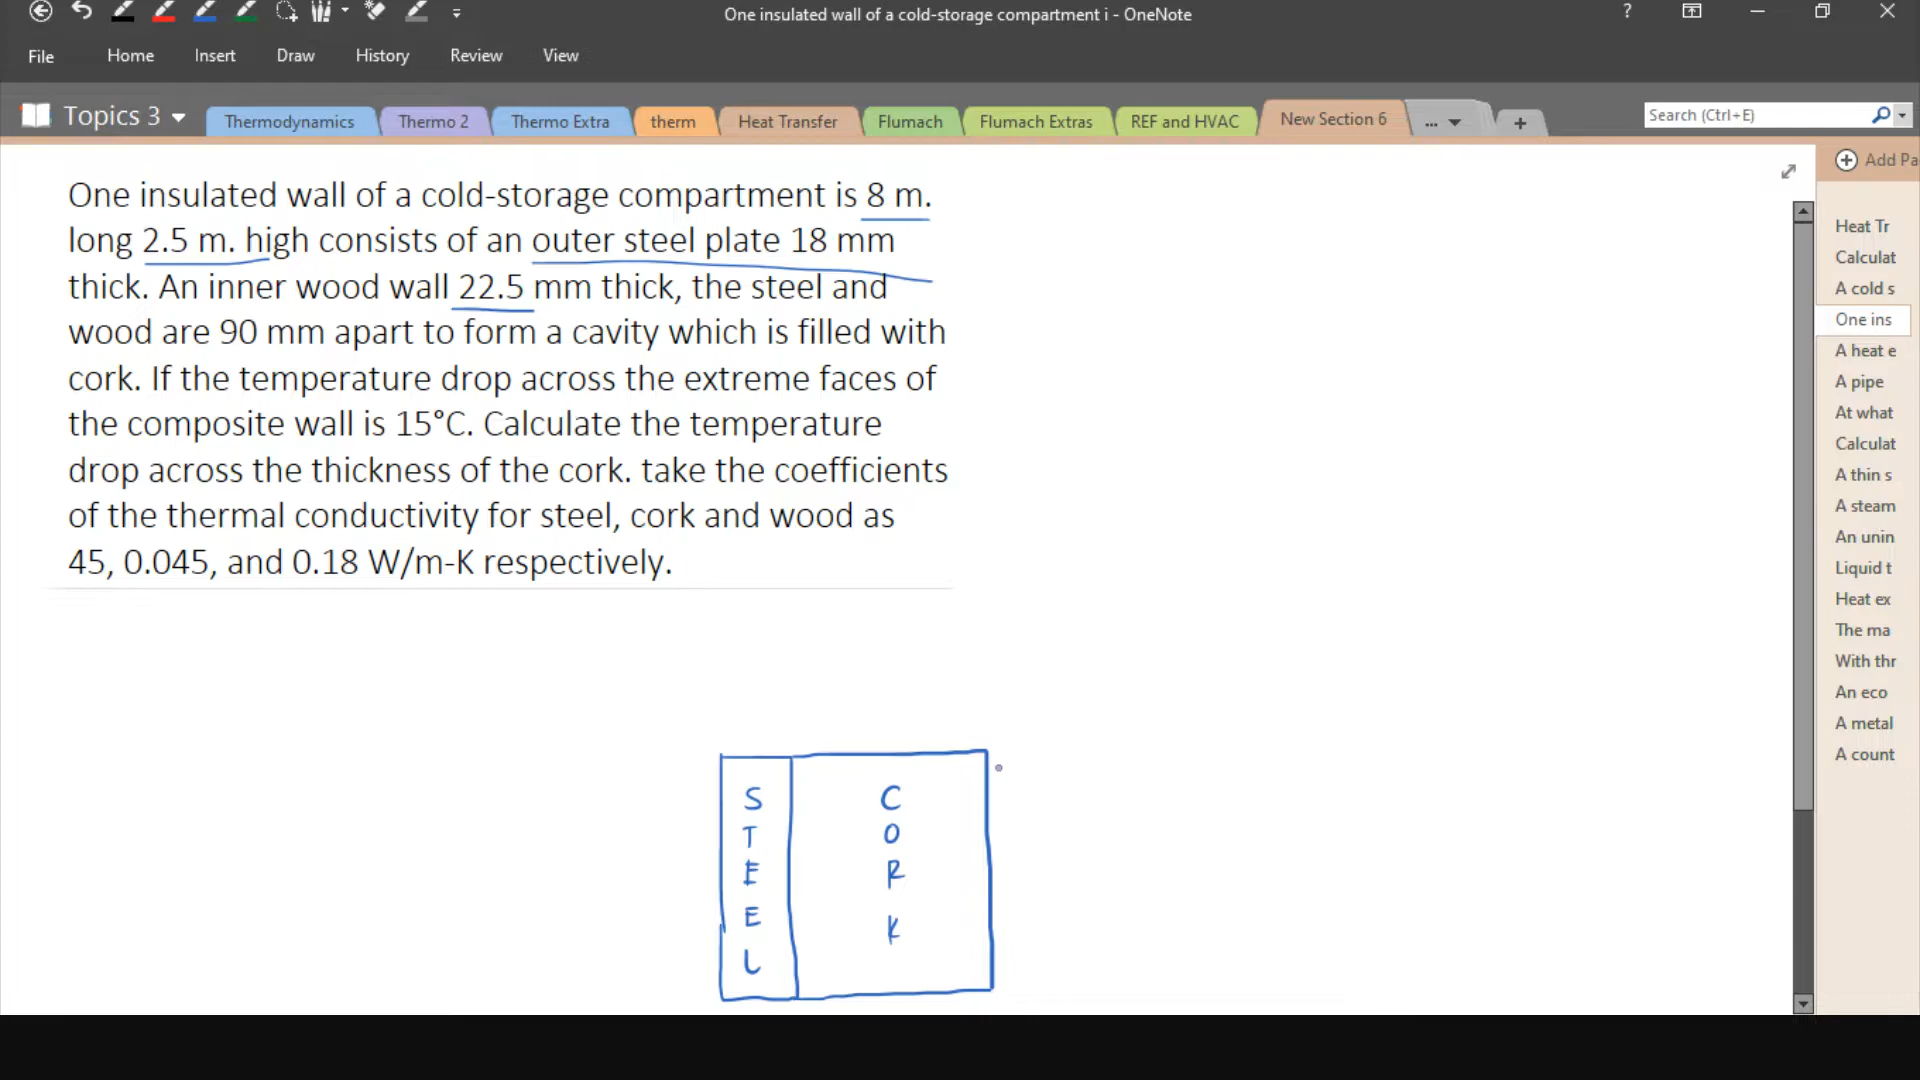 One insulated wall of a cold-storage compartment i - OneNote
?
File Home Insert Draw History Review View
Topics 3 Thermodynamics Thermo 2 Thermo Extra therm Heat Transfer Flumach Flumach Extras REF and HVAC New Section 6 ... + Search (Ctrl+E)
Add Pa
One insulated wall of a cold-storage compartment is 8 m.
long 2.5 m. high consists of an outer steel plate 18 mm
thick. An inner wood wall 22.5 mm thick, the steel and
wood are 90 mm apart to form a cavity which is filled with
cork. If the temperature drop across the extreme faces of
the composite wall is 15°C. Calculate the temperature
drop across the thickness of the cork. take the coefficients
of the thermal conductivity for steel, cork and wood as
45, 0.045, and 0.18 W/m-K respectively.
S
T
E
E
L
C
O
R
K
Heat Tr
Calculat
A cold s
One ins
A heat e
A pipe
At what
Calculat
A thin s
A steam
An unin
Liquid t
Heat ex
The ma
With thr
An eco
A metal
A count